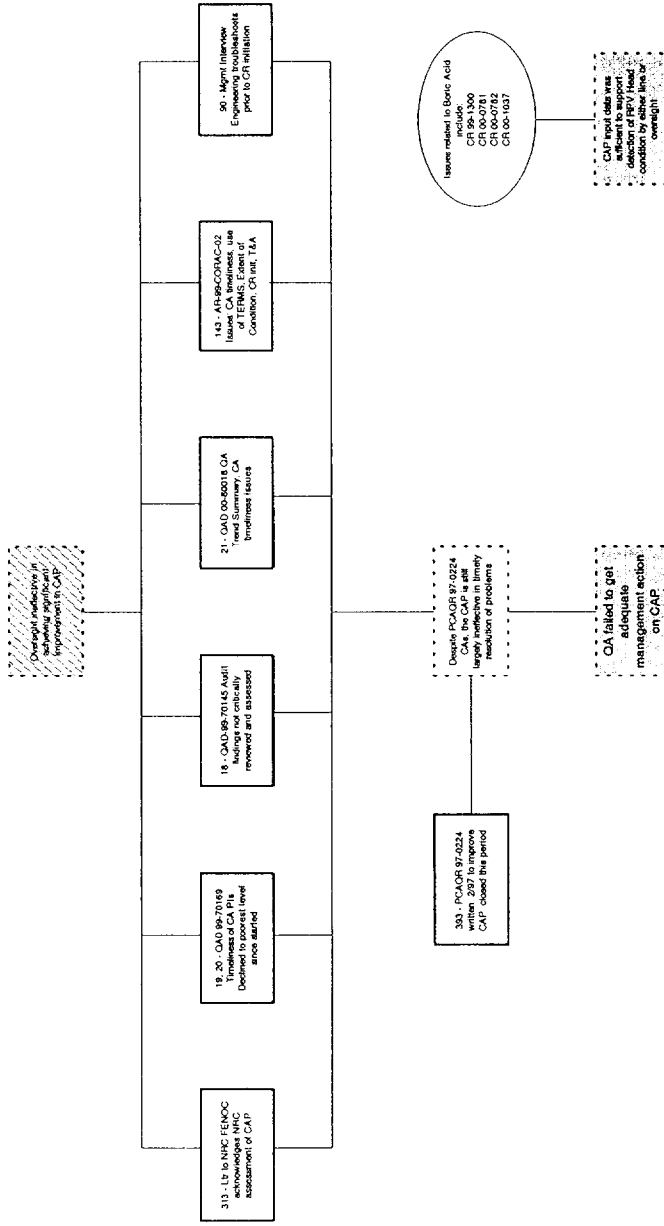 Oversight ineffective in
achieving significant
improvement in CAP
313 - Ltr to NRC FENOC
acknowledges NRC
assessment of CAP
19, 20 - QAD 99-70169
Timeliness of CA PIs
Declined to poorest level
since started
18 - QAD-99-70145 Audit
findings not critically
reviewed and assessed
21 - QAD 00-80018 QA
Trend Summary, CA
timeliness issues
143 - AR-99-CORAC-02
Issues: CA timeliness, use
of TERMS, Extent of
Condition, CR init, T&A
90 - Mgmt Interview
Engineering troubleshoots
prior to CR initiation
393 - PCAQR 97-0224
written 2/97 to improve
CAP closed this period
Despite PCAQR 97-0224
CAs, the CAP is still
largely ineffective in timely
resolution of problems
Issues related to Boric Acid
include:
CR 99-1300
CR 00-0781
CR 00-0782
CR 00-1037
QA failed to get
adequate
management action
on CAP
CAP input data was
sufficient to support
detection of RPV Head
condition by either line or
oversight